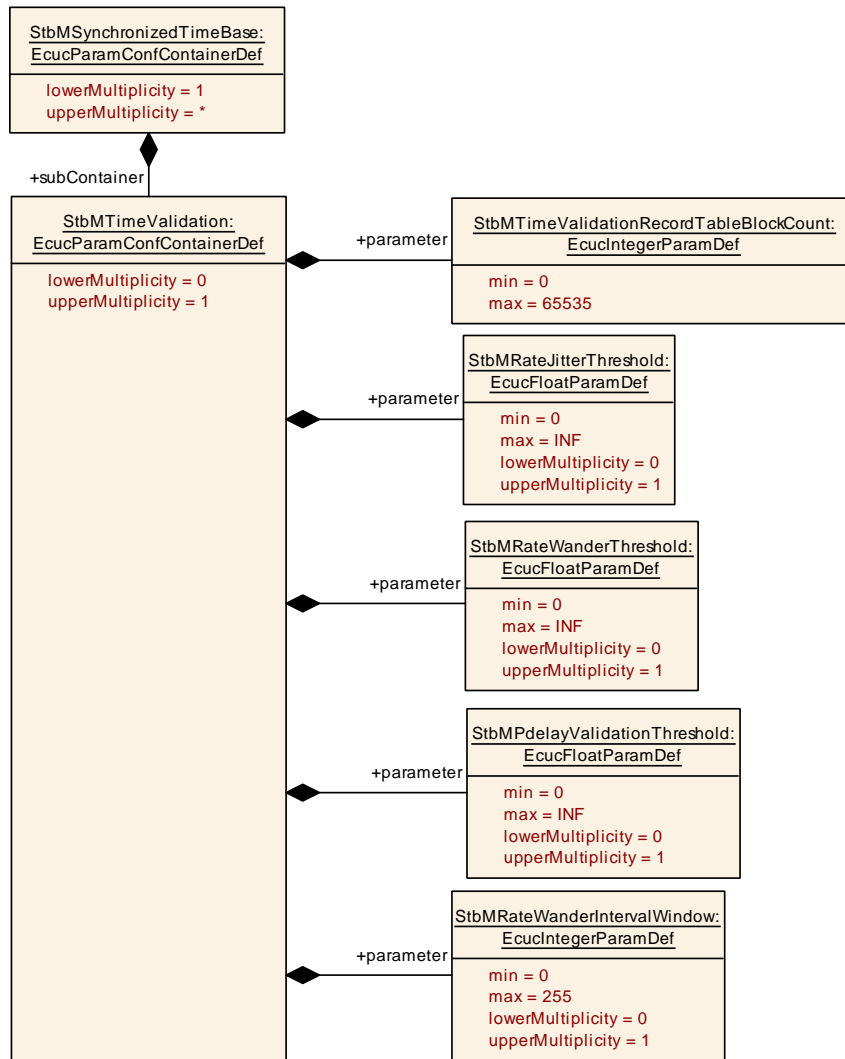 StbMSynchronizedTimeBase:
EcucParamConfContainerDef
lowerMultiplicity = 1
upperMultiplicity = *
+subContainer
StbMTimeValidation:
EcucParamConfContainerDef
lowerMultiplicity = 0
upperMultiplicity = 1
+parameter
StbMTimeValidationRecordTableBlockCount:
EcucIntegerParamDef
min = 0
max = 65535
+parameter
StbMRateJitterThreshold:
EcucFloatParamDef
min = 0
max = INF
lowerMultiplicity = 0
upperMultiplicity = 1
+parameter
StbMRateWanderThreshold:
EcucFloatParamDef
min = 0
max = INF
lowerMultiplicity = 0
upperMultiplicity = 1
+parameter
StbMPdelayValidationThreshold:
EcucFloatParamDef
min = 0
max = INF
lowerMultiplicity = 0
upperMultiplicity = 1
+parameter
StbMRateWanderIntervalWindow:
EcucIntegerParamDef
min = 0
max = 255
lowerMultiplicity = 0
upperMultiplicity = 1